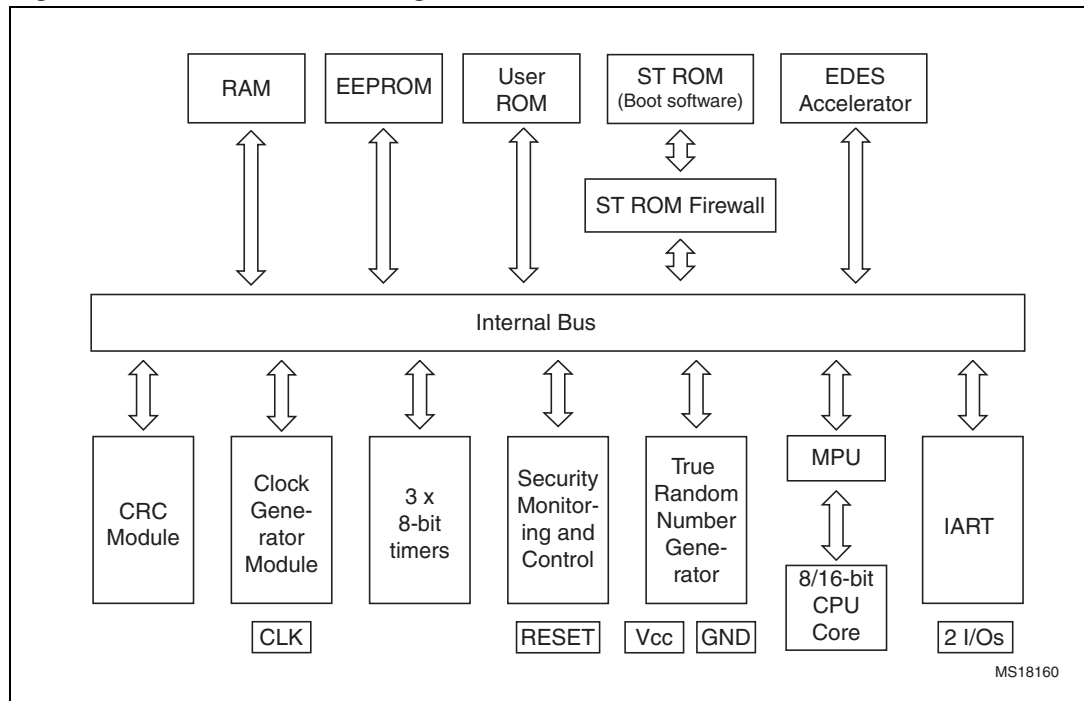 RAM
EEPROM
User
ROM
ST ROM
(Boot software)
EDES
Accelerator
ST ROM Firewall
Internal Bus
CRC
Module
Clock
Gene-
rator
Module
3 x
8-bit
timers
Security
Monitor-
ing and
Control
True
Random
Number
Gene-
rator
MPU
8/16-bit
CPU
Core
IART
CLK
RESET
Vcc
GND
2 I/Os
MS18160